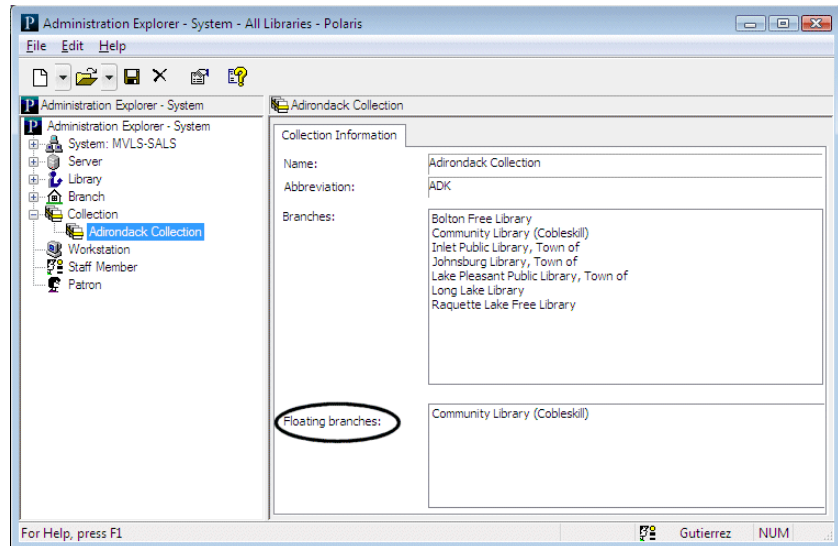 Administration Explorer - System - All Libraries - Polaris
File Edit Help
Administration Explorer - System
Adirondack Collection
Administration Explorer - System
System: MVLS-SALS
Server
Library
Branch
Collection
Adirondack Collection
Workstation
Staff Member
Patron
Collection Information
Name: Adirondack Collection
Abbreviation: ADK
Branches: Bolton Free Library
Community Library (Cobleskill)
Inlet Public Library, Town of
Johnsburg Library, Town of
Lake Pleasant Public Library, Town of
Long Lake Library
Raquette Lake Free Library
Floating branches: Community Library (Cobleskill)
For Help, press F1 Gutierrez NUM